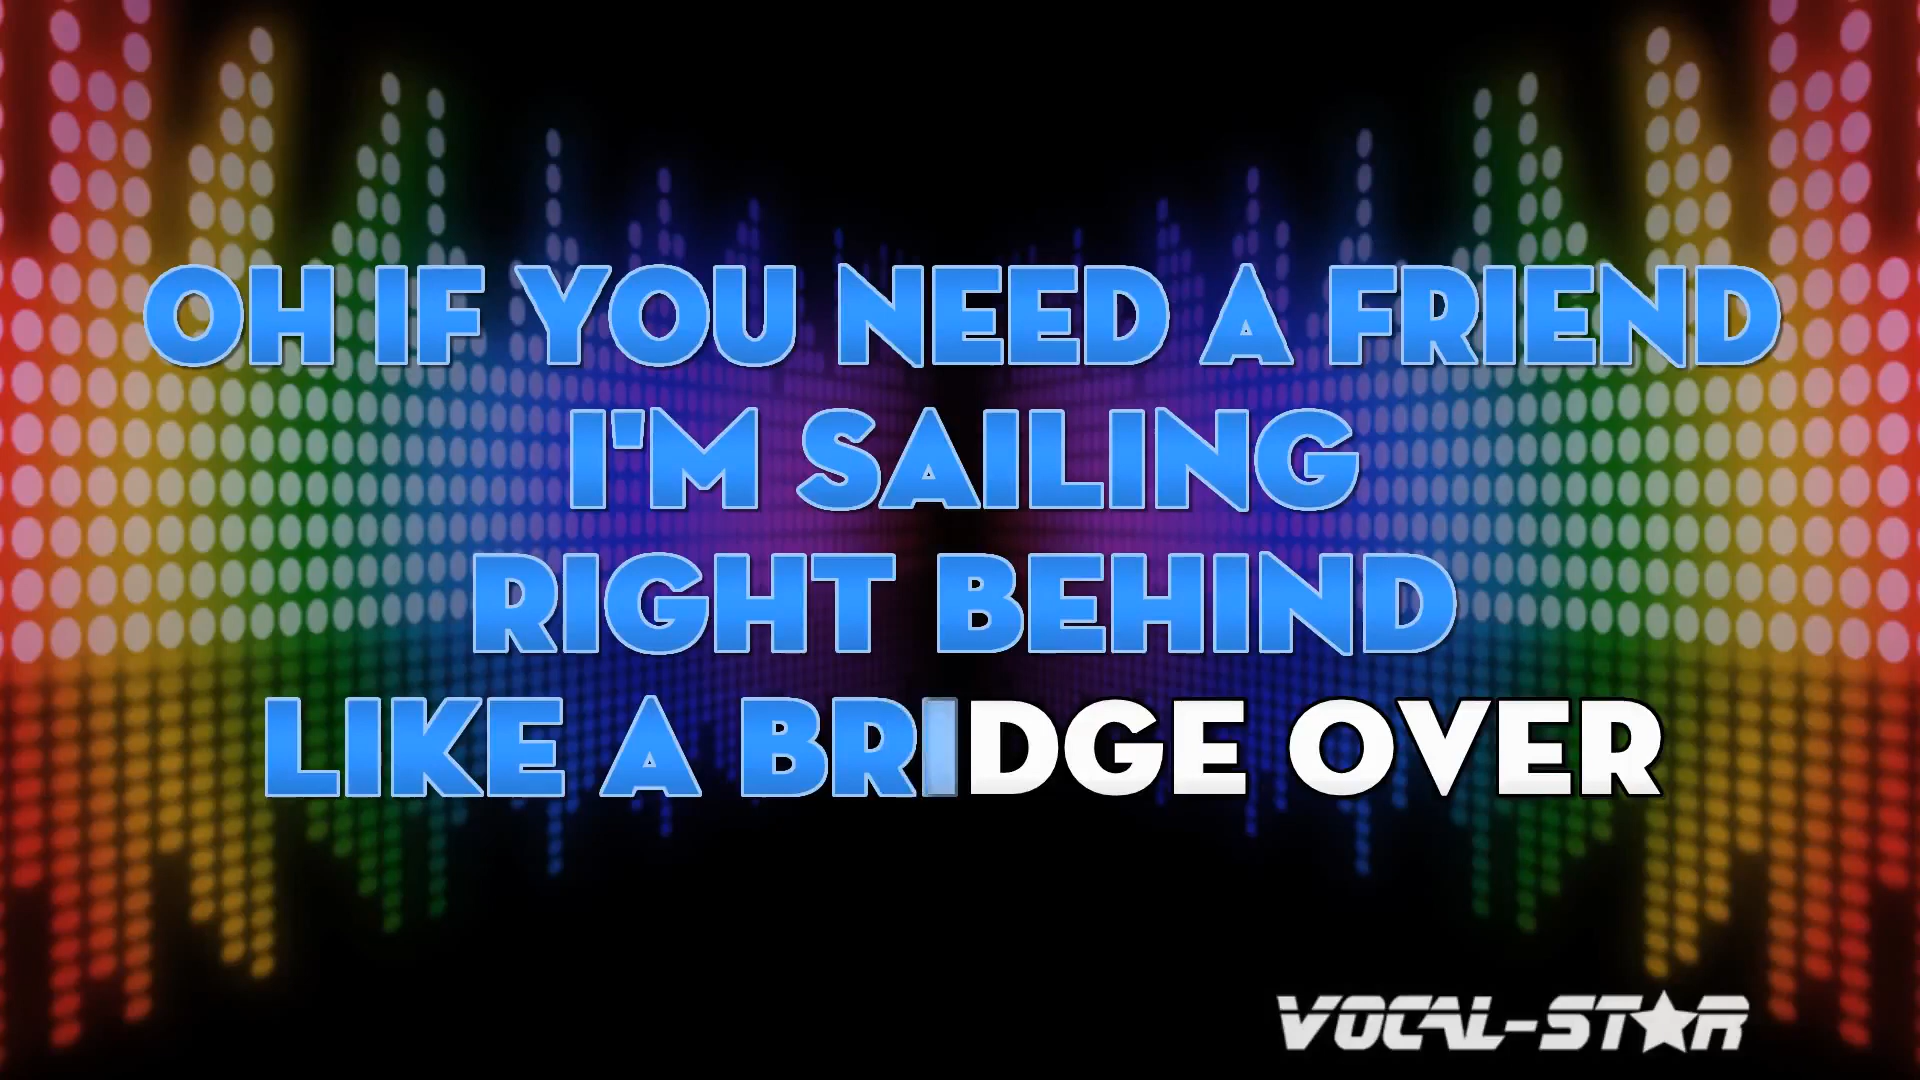 OH IF YOU NEED A FRIEND
I'M SAILING
RIGHT BEHIND
LIKE A BRIDGE OVER
VOCAL-STAR